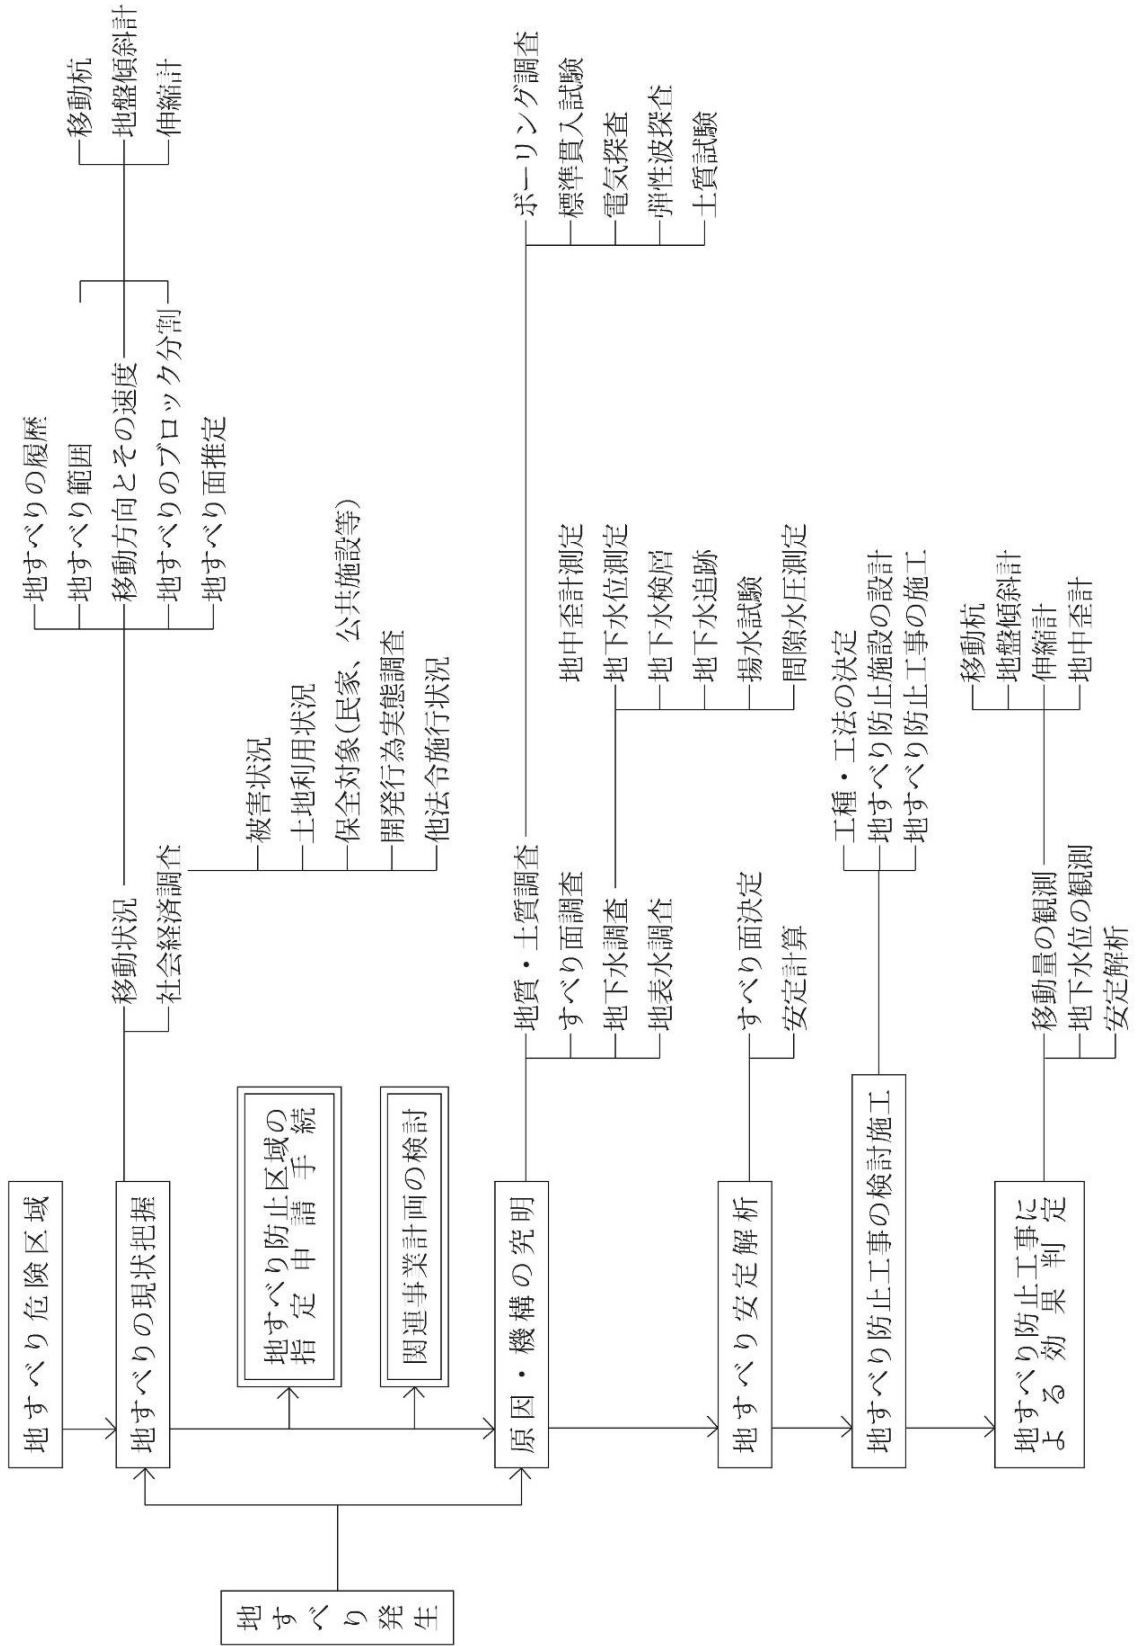 地すべり発生
地すべり危険区域
地すべりの現状把握
移動状況
地すべりの履歴
地すべり範囲
移動方向とその速度
地すべりのブロック分割
地すべり面推定
移動杭
地盤傾斜計
伸縮計
社会経済調査
被害状況
土地利用状況
保全対象(民家、公共施設等)
開発行為実態調査
他法令施行状況
地すべり防止区域の
指定申請手続
関連事業計画の検討
原因・機構の究明
地質・土質調査
すべり面調査
地下水調査
地表水調査
ボーリング調査
標準貫入試験
電気探査
弾性波探査
土質試験
地中歪計測定
地下水位測定
地下水検層
地下水追跡
揚水試験
間隙水圧測定
地すべり安定解析
すべり面決定
安定計算
地すべり防止工事の検討施工
工種・工法の決定
地すべり防止施設の設計
地すべり防止工事の施工
地すべり防止工事に
よる効果判定
移動量の観測
地下水位の観測
安定解析
移動杭
地盤傾斜計
伸縮計
地中歪計